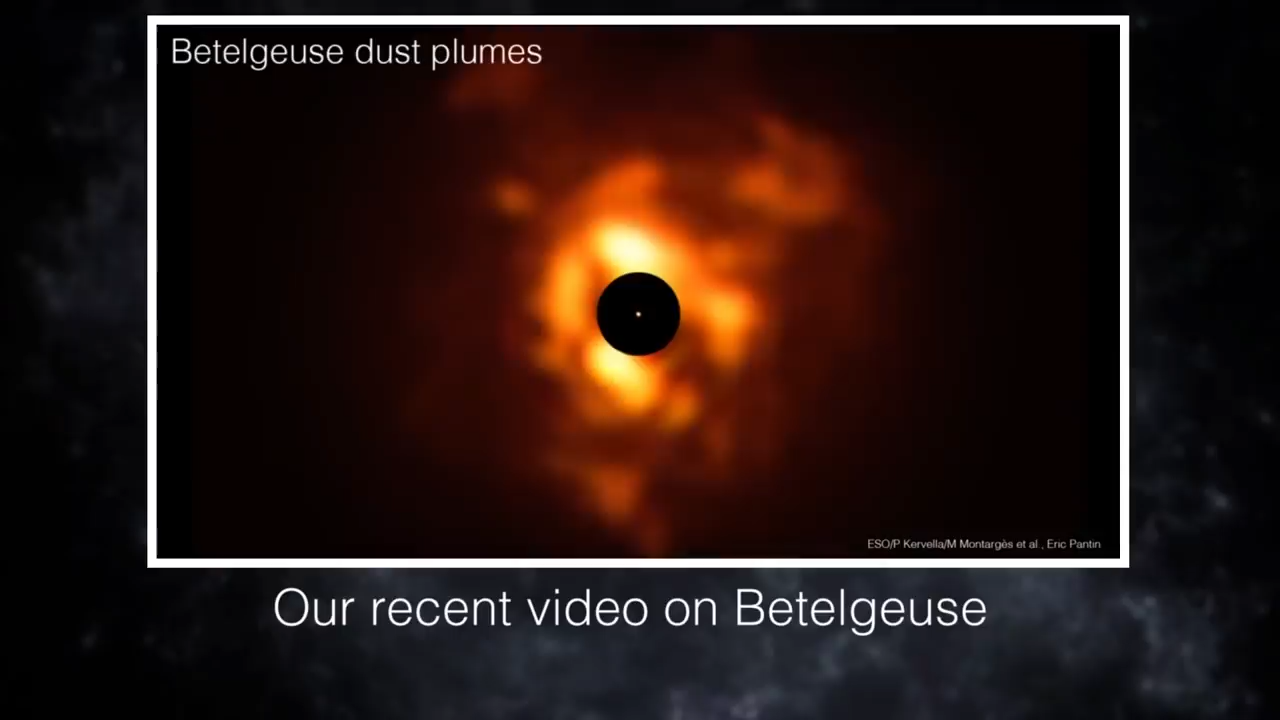 Betelgeuse dust plumes
ESO/P Kervella/M Montargès et al., Eric Pantin
Our recent video on Betelgeuse